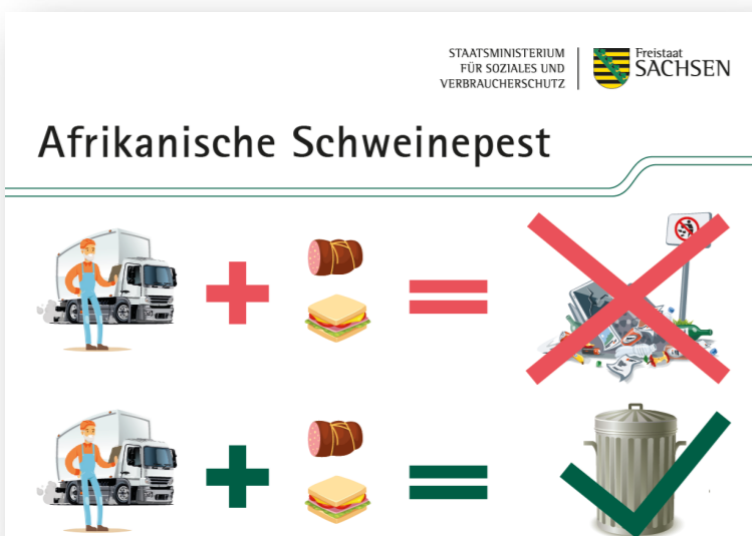 STAATSMINISTERIUM
FÜR SOZIALES UND
VERBRAUCHERSCHUTZ
Freistaat
SACHSEN
Afrikanische Schweinepest